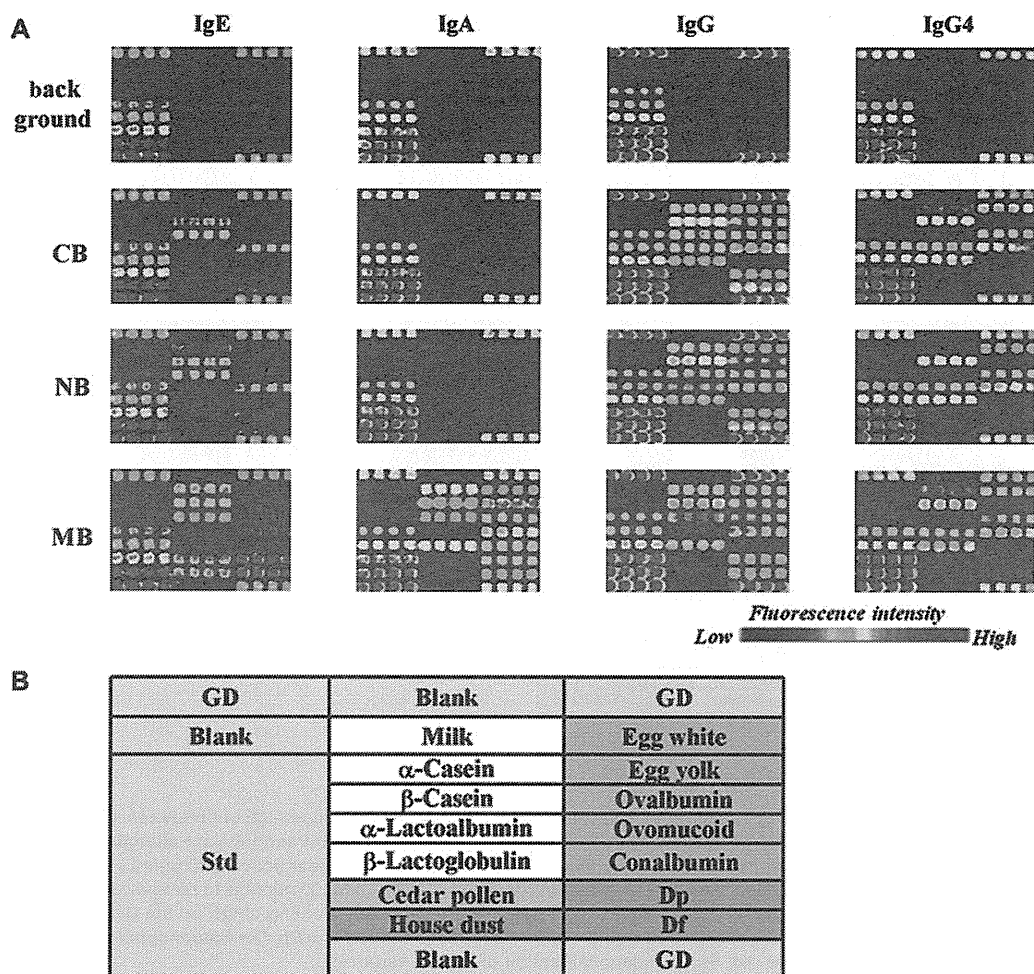 A
IgE IgA IgG IgG4
back
ground
CB
NB
MB
Fluorescence intensity
Low High
B
GD Blank GD
Blank Milk Egg white
Std α-Casein Egg yolk
β-Casein Ovalbumin
α-Lactoalbumin Ovomucoid
β-Lactoglobulin Conalbumin
Cedar pollen Dp
House dust Df
Blank GD